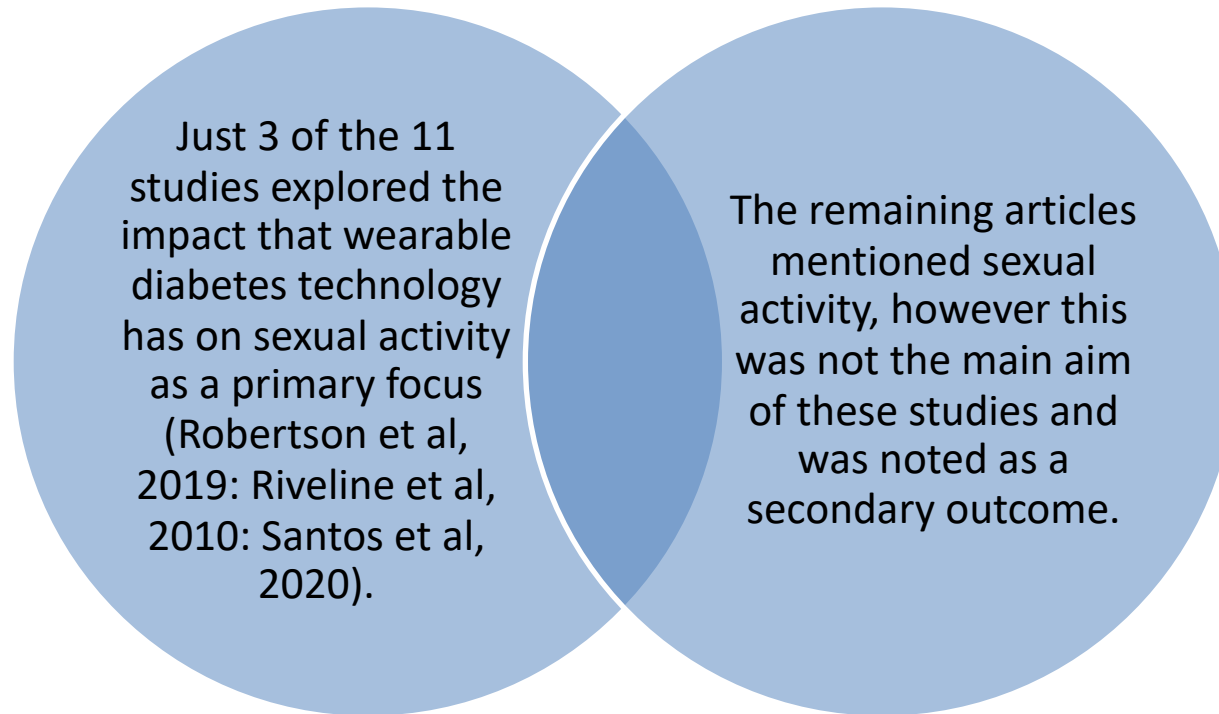 Just 3 of the 11
studies explored the
impact that wearable
diabetes technology
has on sexual activity
as a primary focus
(Robertson et al,
2019: Riveline et al,
2010: Santos et al,
2020).
The remaining articles
mentioned sexual
activity, however this
was not the main aim
of these studies and
was noted as a
secondary outcome.